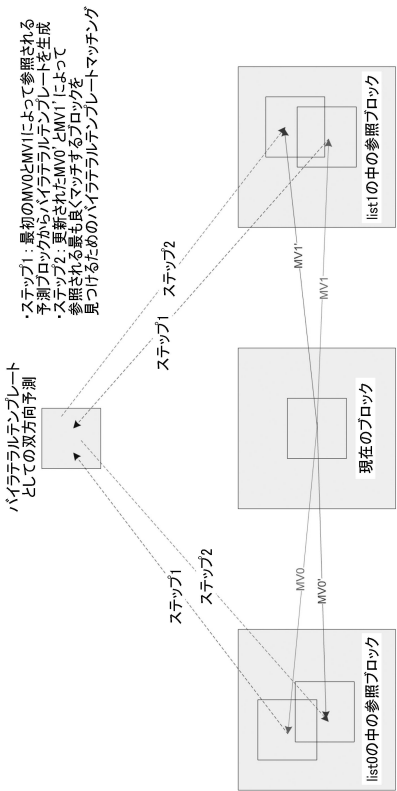 ・ステップ1：最初のMV0とMV1によって参照される
予測ブロックからバイラテラルテンプレートを生成
・ステップ2：更新されたMV0'とMV1'によって
参照される最も良くマッチするブロックを
見つけるためのバイラテラルテンプレートマッチング
バイラテラルテンプレート
としての双方向予測
ステップ1
ステップ2
ステップ1
ステップ2
MV0
MV0'
MV1'
MV1
list0の中の参照ブロック
現在のブロック
list1の中の参照ブロック